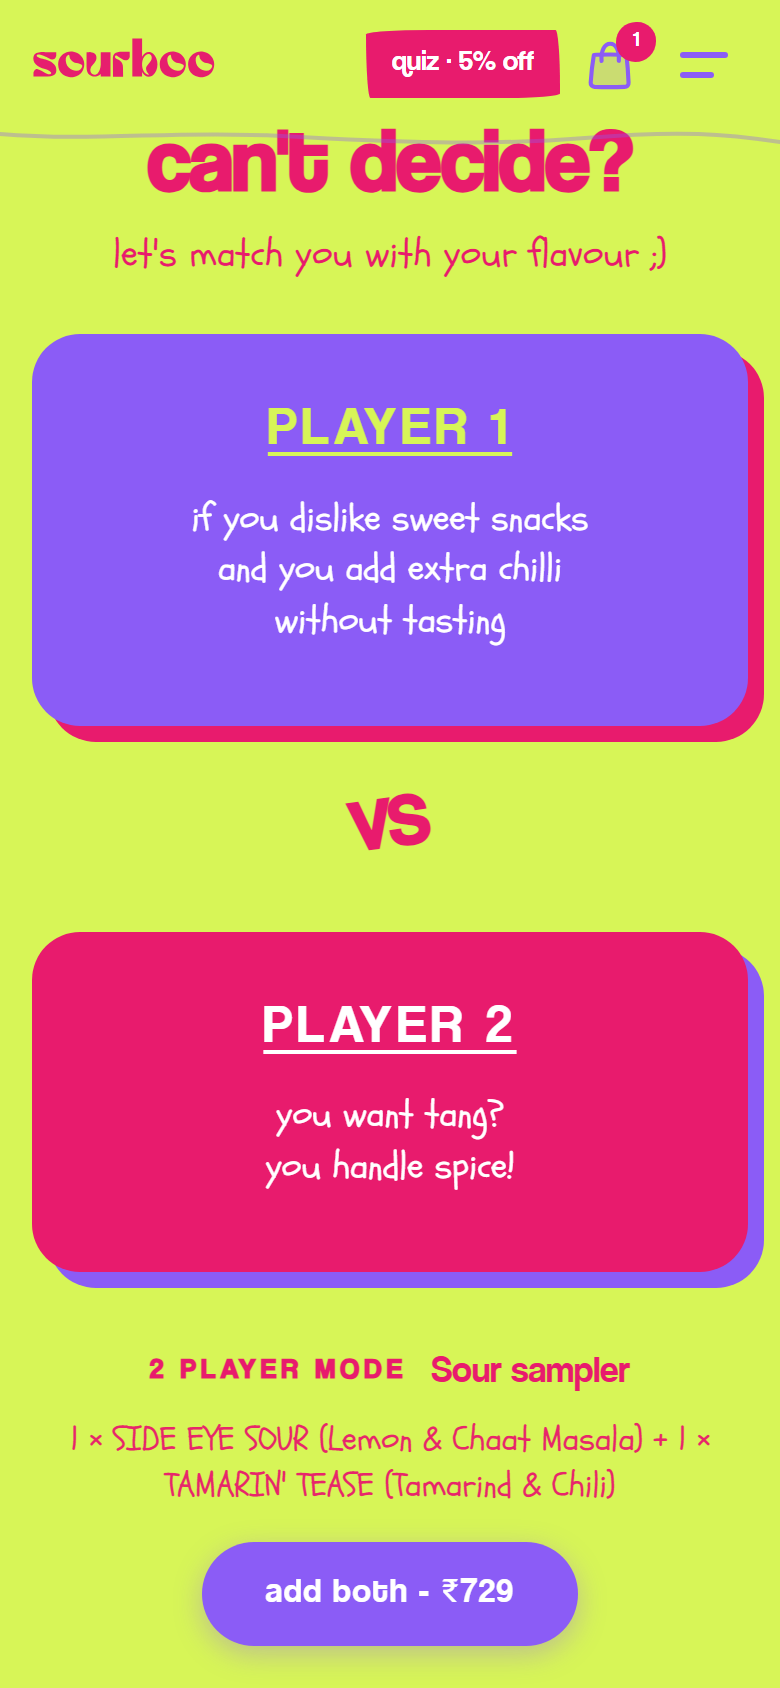 sourboo
quiz · 5% off
1
can't decide?
let's match you with your flavour ;)
PLAYER 1
if you dislike sweet snacks
and you add extra chilli
without tasting
VS
PLAYER 2
you want tang?
you handle spice!
2 PLAYER MODE Sour sampler
1 × SIDE EYE SOUR (Lemon & Chaat Masala) + 1 ×
TAMARIN' TEASE (Tamarind & Chili)
add both - ₹729